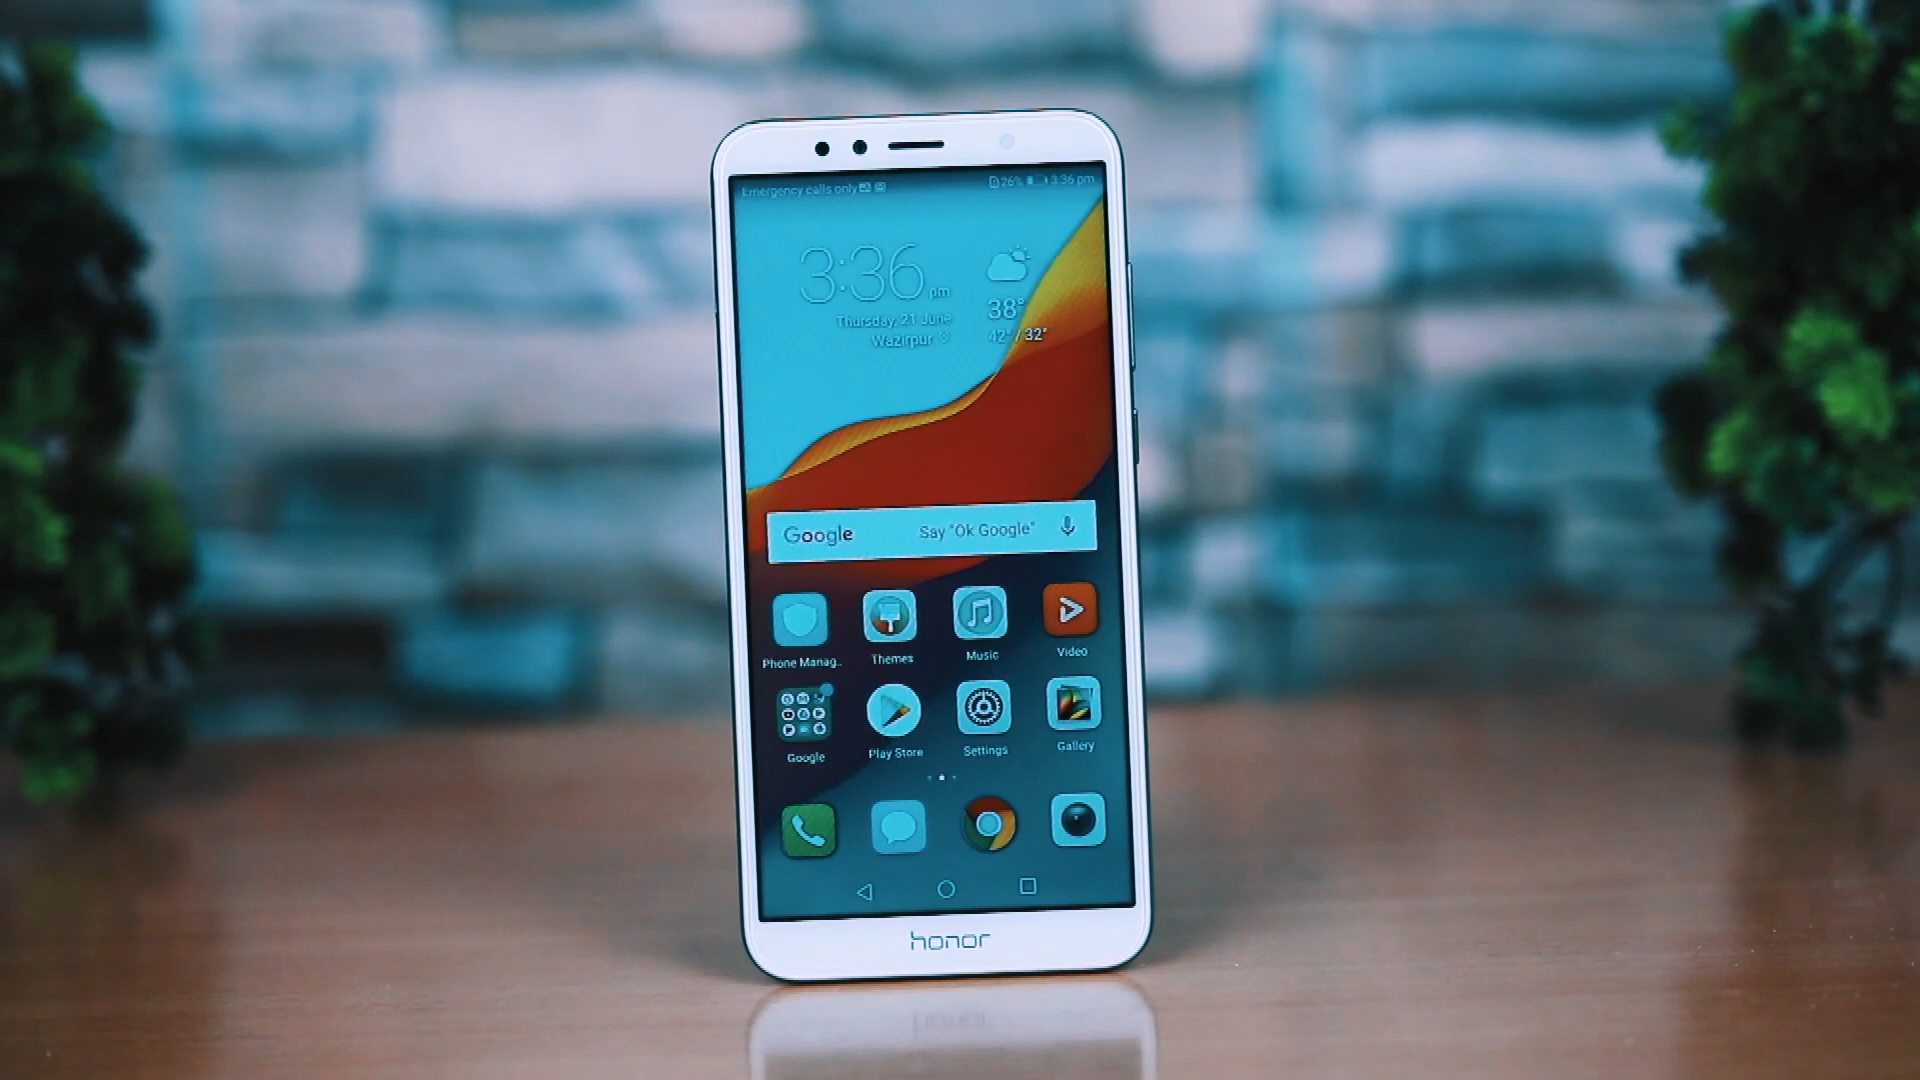 Emergency calls only
26% 3:36 pm
3:36 pm
38°
Thursday, 21 June
42° / 32°
Wazirpur
Google Say "Ok Google"
Phone Manag..
Themes
Music
Video
Google
Play Store
Settings
Gallery
honor